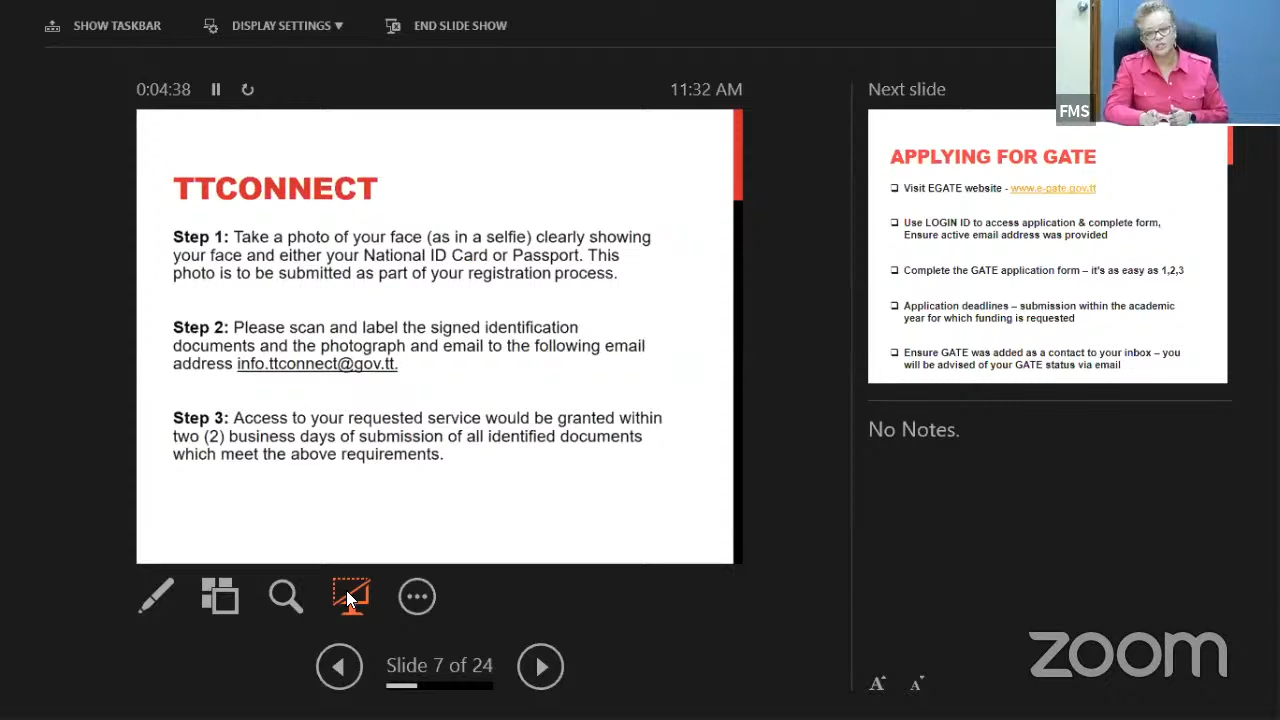 SHOW TASKBAR
DISPLAY SETTINGS ▼
END SLIDE SHOW
0:04:38
11:32 AM
TTCONNECT
Step 1: Take a photo of your face (as in a selfie) clearly showing
your face and either your National ID Card or Passport. This
photo is to be submitted as part of your registration process.
Step 2: Please scan and label the signed identification
documents and the photograph and email to the following email
address info.ttconnect@gov.tt.
Step 3: Access to your requested service would be granted within
two (2) business days of submission of all identified documents
which meet the above requirements.
Slide 7 of 24
Next slide
FMS
APPLYING FOR GATE
Visit EGATE website - www.e-gate.gov.tt
Use LOGIN ID to access application & complete form,
Ensure active email address was provided
Complete the GATE application form – it's as easy as 1,2,3
Application deadlines – submission within the academic
year for which funding is requested
Ensure GATE was added as a contact to your inbox – you
will be advised of your GATE status via email
No Notes.
A A
zoom